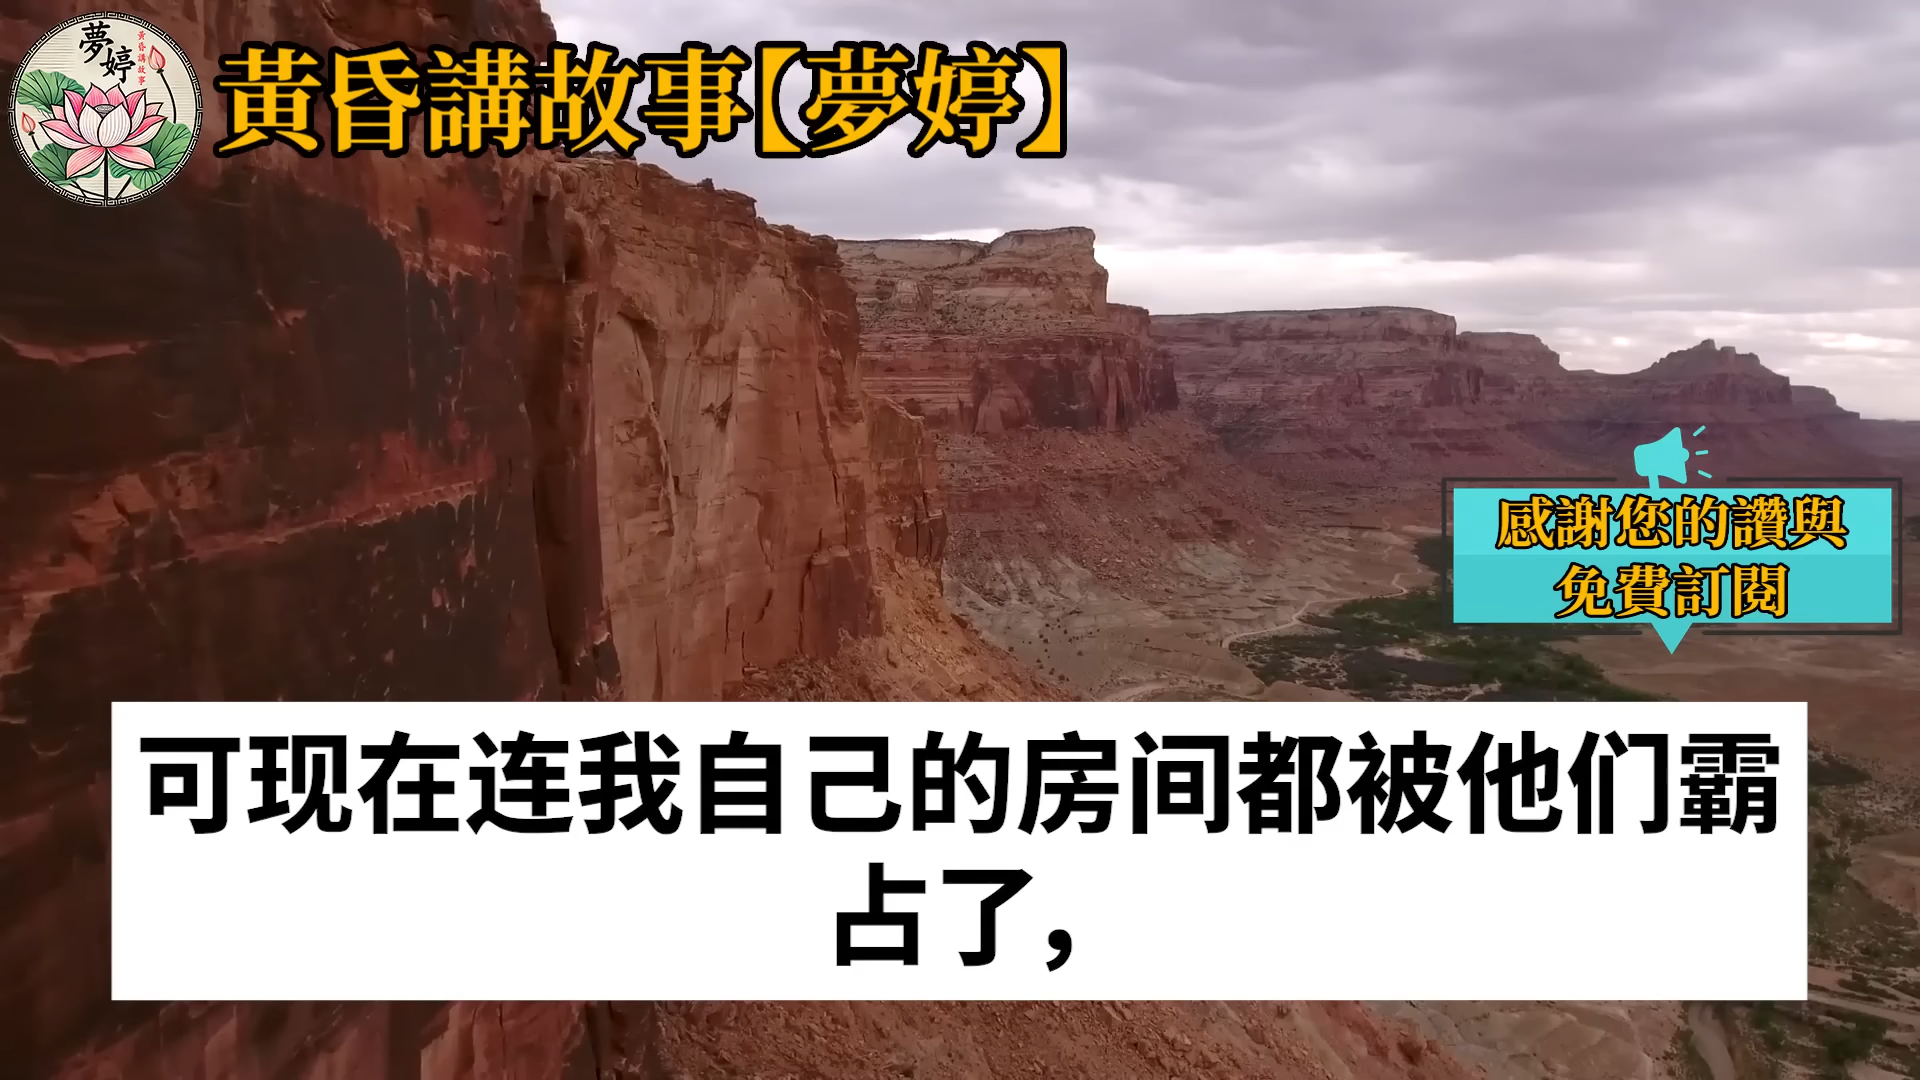 夢婷
黃昏講故事
黃昏講故事【夢婷】
感謝您的讚與
免費訂閱
可现在连我自己的房间都被他们霸
占了，